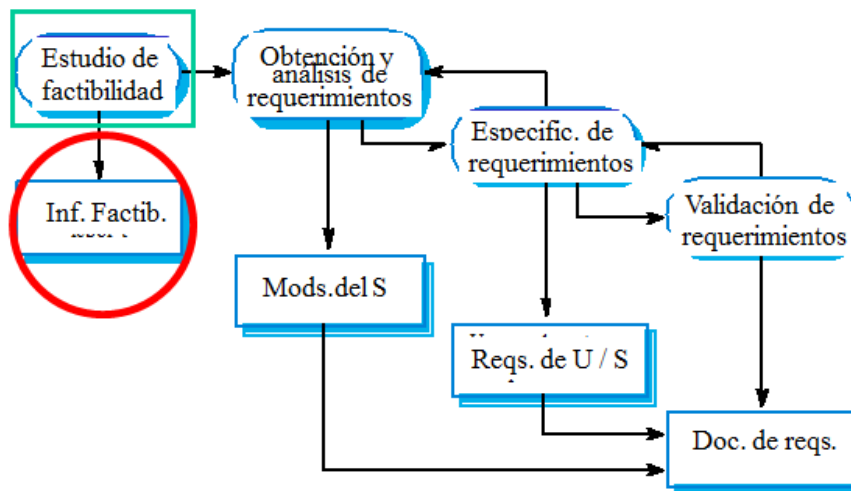 Estudio de
factibilidad
Obtención y
análisis de
requerimientos
Especific. de
requerimientos
Validación de
requerimientos
Inf. Factib.
Mods.del S
Reqs. de U / S
Doc. de reqs.